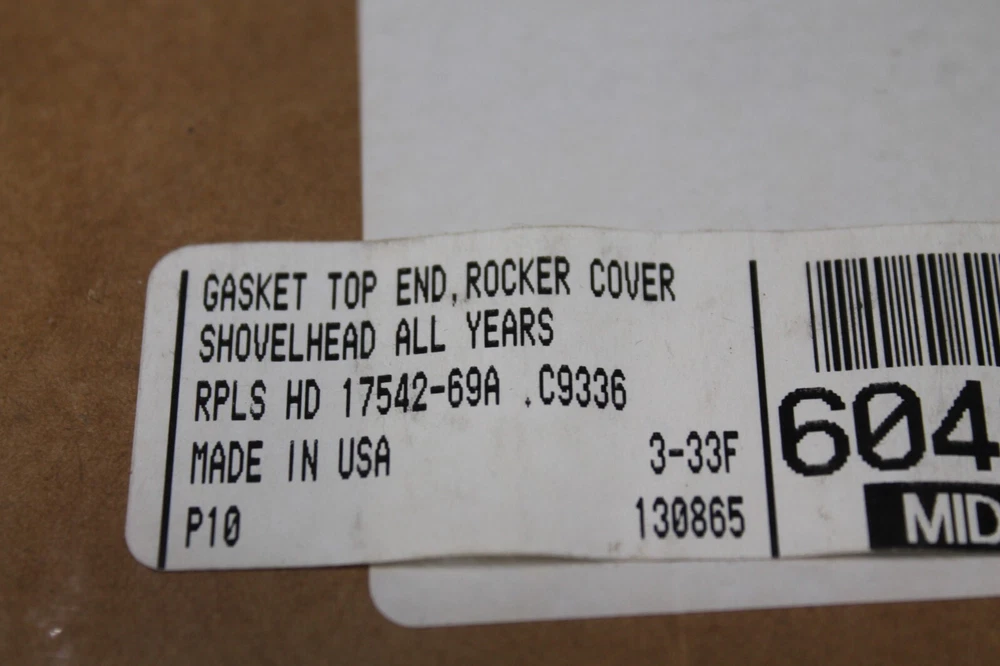 GASKET TOP END,ROCKER COVER
SHOVELHEAD ALL YEARS
RPLS HD 17542-69A .C9336
MADE IN USA 3-33F
P10 130865
604
MID